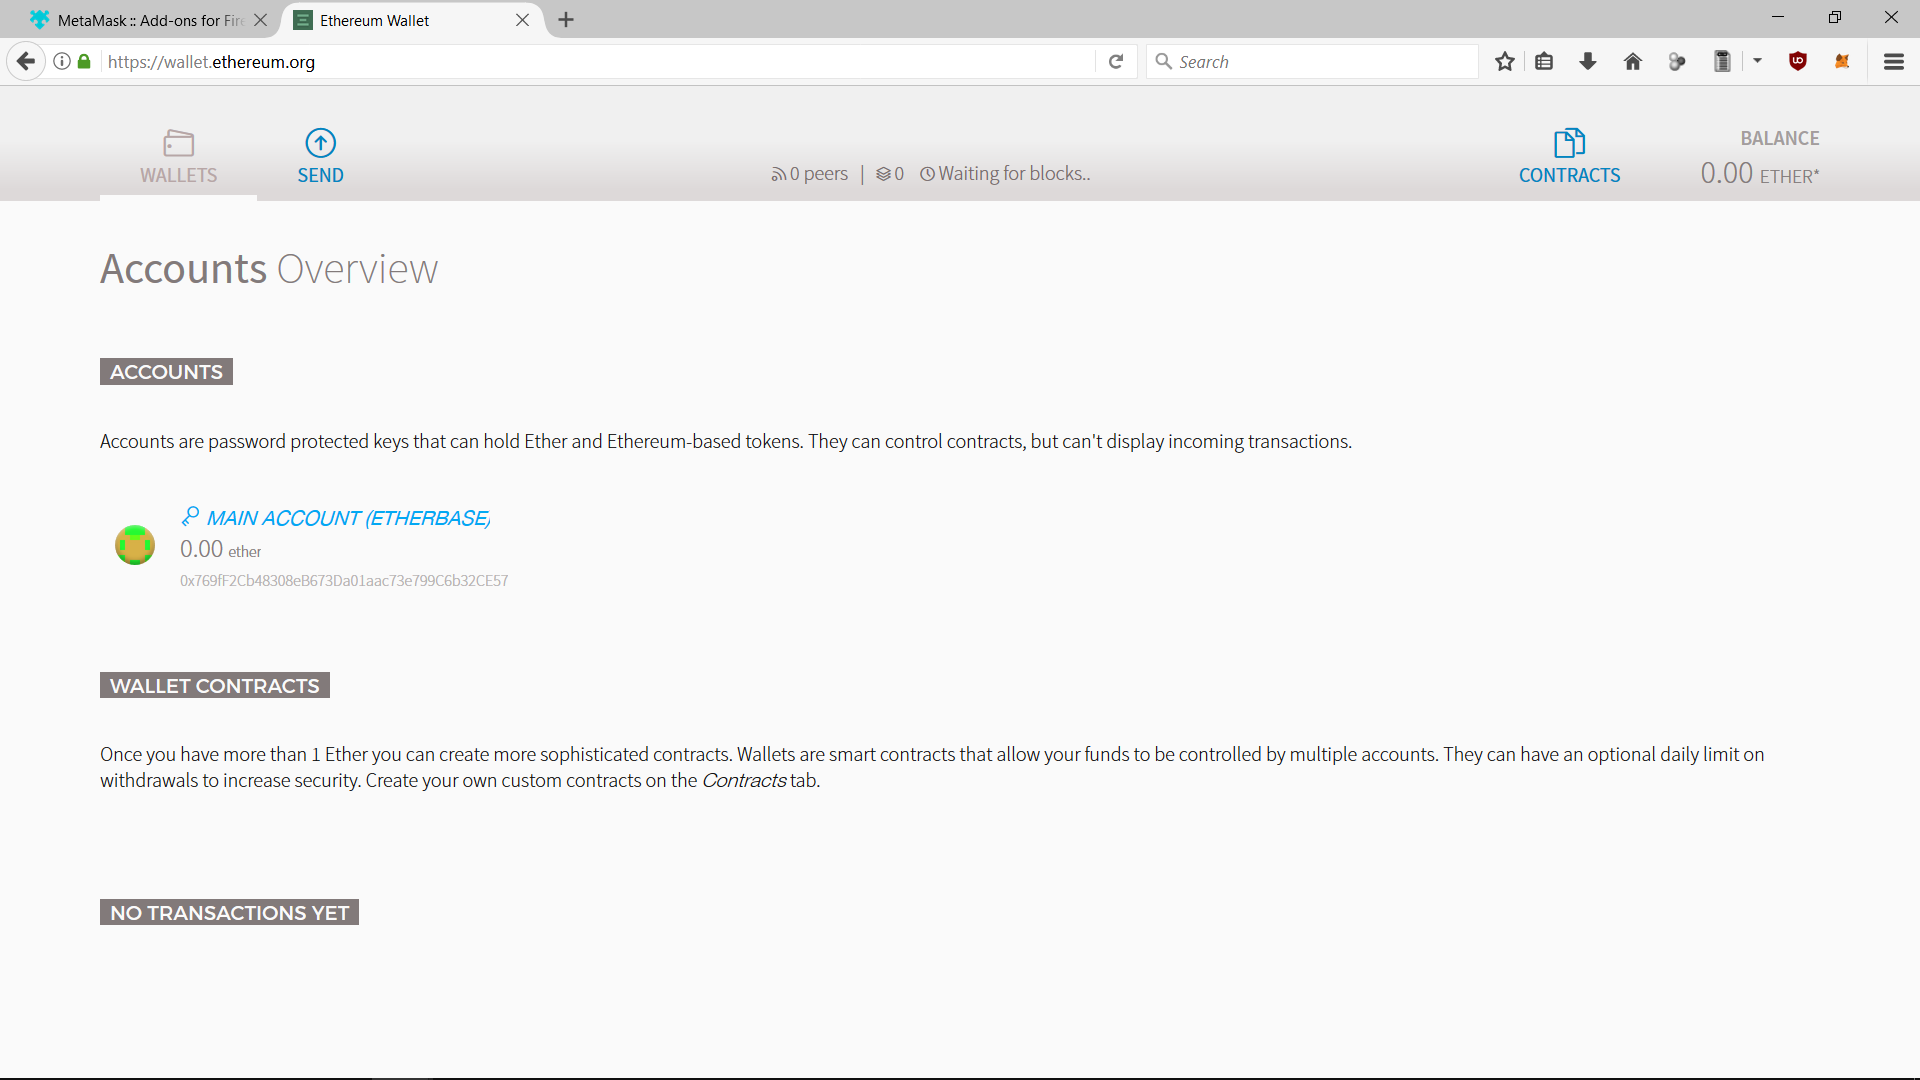 MetaMask :: Add-ons for Fire
Ethereum Wallet
https://wallet.ethereum.org
Search
WALLETS
SEND
0 peers | 0 Waiting for blocks..
CONTRACTS
BALANCE
0.00 ETHER*
Accounts Overview
ACCOUNTS
Accounts are password protected keys that can hold Ether and Ethereum-based tokens. They can control contracts, but can't display incoming transactions.
MAIN ACCOUNT (ETHERBASE)
0.00 ether
0x769fF2Cb48308eB673Da01aac73e799C6b32CE57
WALLET CONTRACTS
Once you have more than 1 Ether you can create more sophisticated contracts. Wallets are smart contracts that allow your funds to be controlled by multiple accounts. They can have an optional daily limit on
withdrawals to increase security. Create your own custom contracts on the Contracts tab.
NO TRANSACTIONS YET